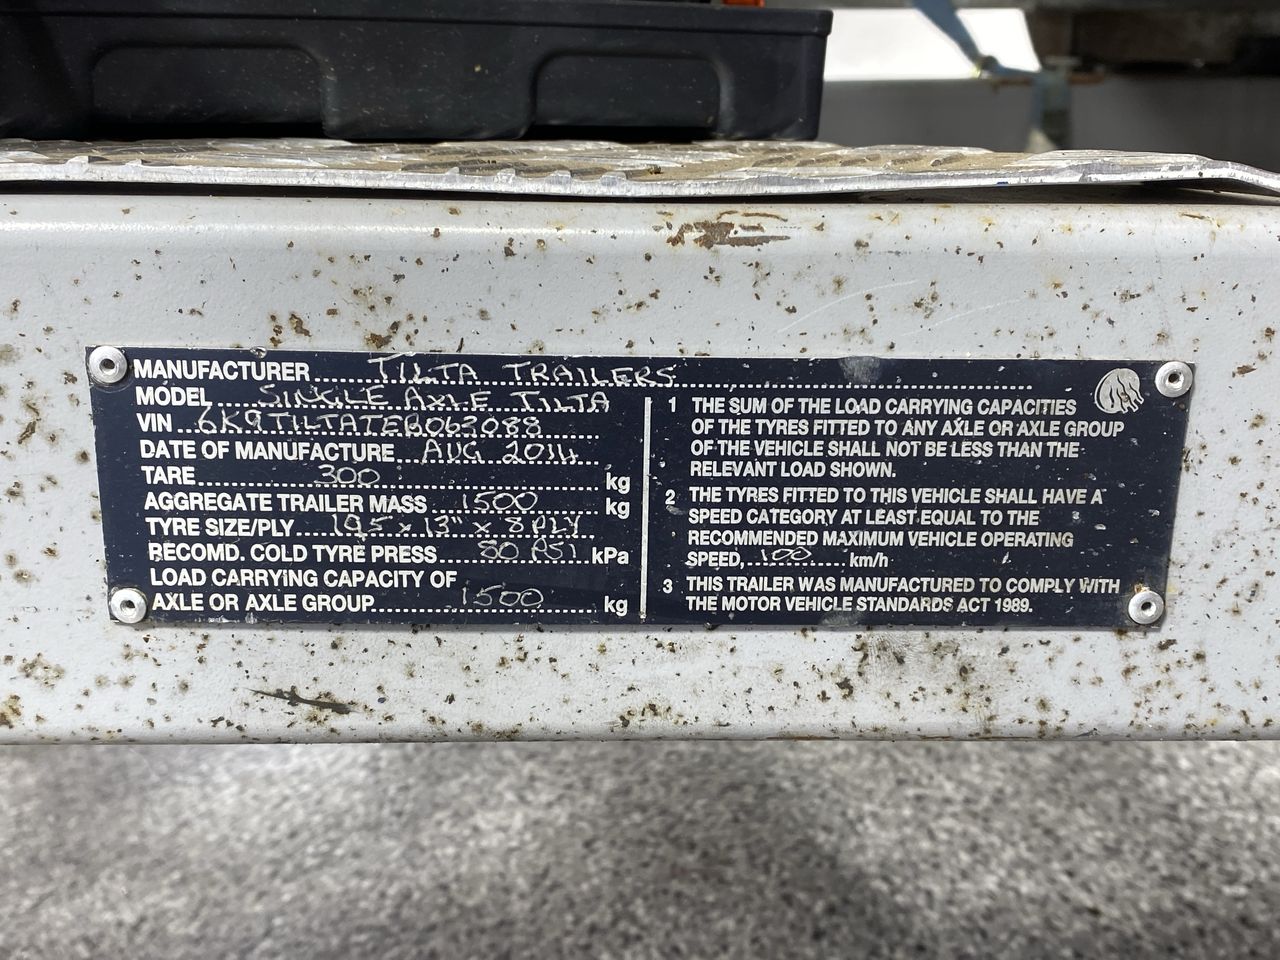 MANUFACTURER TILTA TRAILERS
MODEL SINGLE AXLE TILTA
VIN 6K9TILTATEB063088
DATE OF MANUFACTURE AUG 2014
TARE 300 kg
AGGREGATE TRAILER MASS 1500 kg
TYRE SIZE/PLY 195 x 13" x 8 PLY
RECOMD. COLD TYRE PRESS 80 PSI kPa
LOAD CARRYING CAPACITY OF
AXLE OR AXLE GROUP 1500 kg
1 THE SUM OF THE LOAD CARRYING CAPACITIES
OF THE TYRES FITTED TO ANY AXLE OR AXLE GROUP
OF THE VEHICLE SHALL NOT BE LESS THAN THE
RELEVANT LOAD SHOWN.
2 THE TYRES FITTED TO THIS VEHICLE SHALL HAVE A
SPEED CATEGORY AT LEAST EQUAL TO THE
RECOMMENDED MAXIMUM VEHICLE OPERATING
SPEED, 100 km/h
3 THIS TRAILER WAS MANUFACTURED TO COMPLY WITH
THE MOTOR VEHICLE STANDARDS ACT 1989.